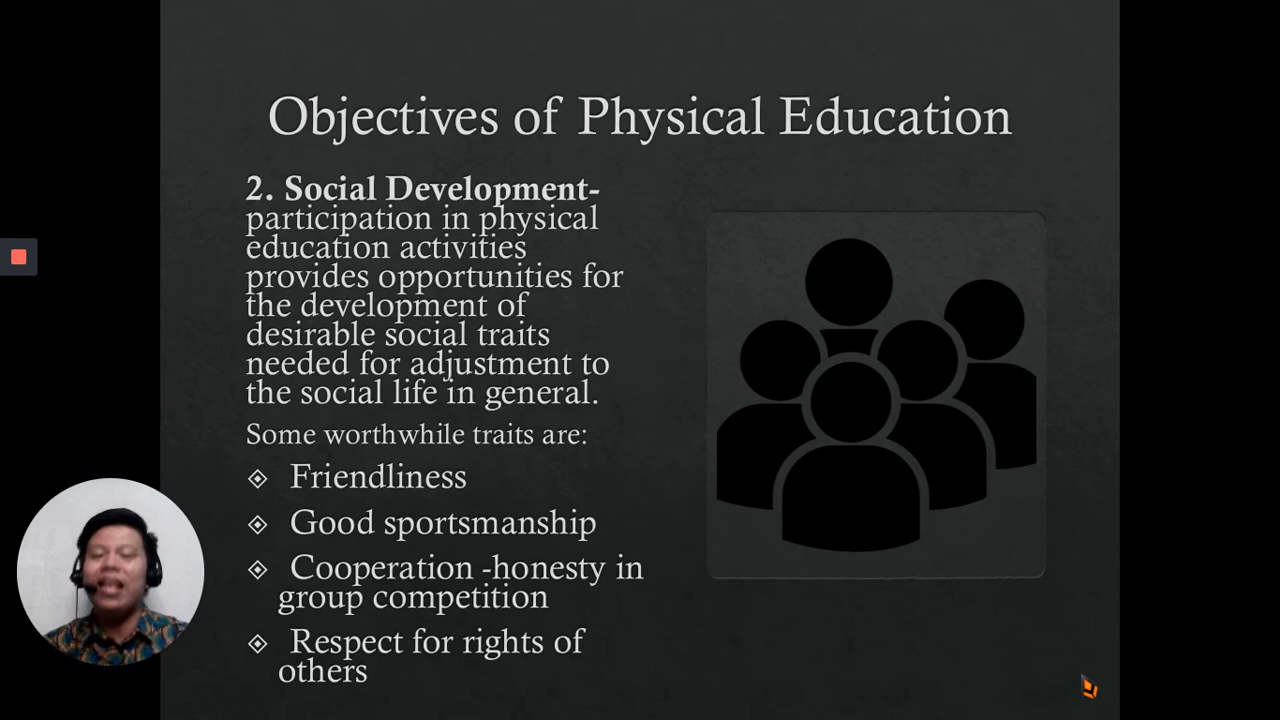 Objectives of Physical Education
2. Social Development-
participation in physical
education activities
provides opportunities for
the development of
desirable social traits
needed for adjustment to
the social life in general.
Some worthwhile traits are:
Friendliness
Good sportsmanship
Cooperation -honesty in
group competition
Respect for rights of
others